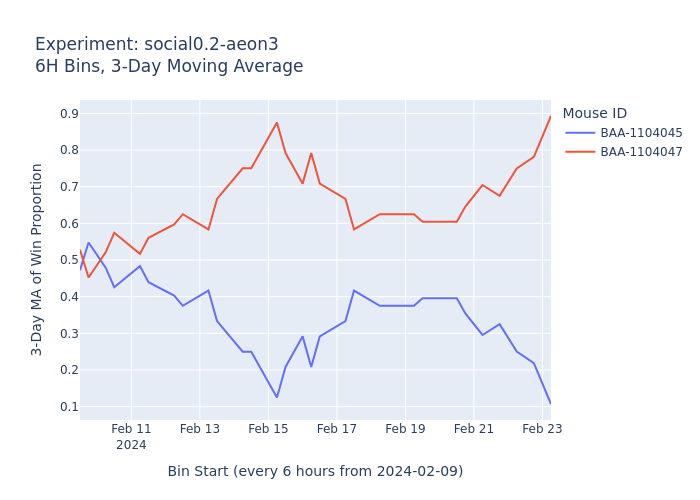 Experiment: social0.2-aeon3
6H Bins, 3-Day Moving Average
Mouse ID
BAA-1104045
BAA-1104047
3-Day MA of Win Proportion
0.9
0.8
0.7
0.6
0.5
0.4
0.3
0.2
0.1
Feb 11 Feb 13 Feb 15 Feb 17 Feb 19 Feb 21 Feb 23
2024
Bin Start (every 6 hours from 2024-02-09)